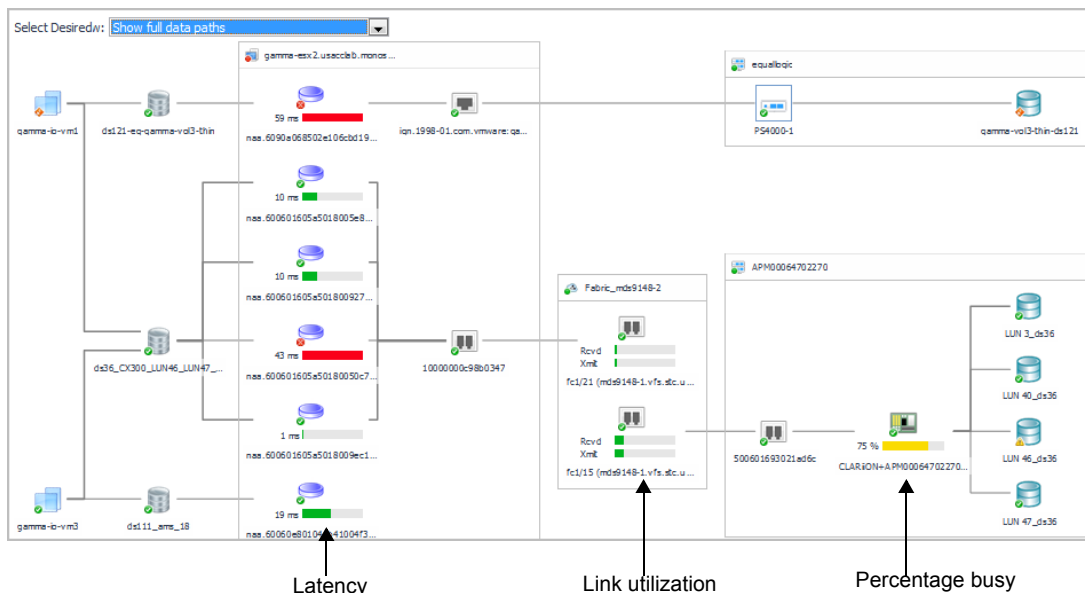 Select Desiredw: Show full data paths
gamma-esx2.usacclab.monos...
equallogic
59 ms
gamma-io-vm1
ds121-eq-gamma-vol3-thin
naa.6090a068502e106cbd19...
iqn.1998-01.com.vmware:ga...
PS4000-1
gamma-vol3-thin-ds121
10 ms
naa.600601605a5018005e8...
10 ms
naa.600601605a501800927...
APM00064702270
Fabric_mds9148-2
LUN 3_ds36
43 ms
Rcvd
Xmit
ds36_CX300_LUN46_LUN47_...
naa.600601605a50180050c7...
10000000c98b0347
fc1/21 (mds9148-1.vfs.stc.u...
LUN 40_ds36
1 ms
naa.600601605a5018009ec1...
Rcvd
Xmit
75 %
500601693021ad6c
LUN 46_ds36
fc1/15 (mds9148-1.vfs.stc.u...
CLARiiON+APM00064702270...
19 ms
gamma-io-vm3
ds111_ams_18
LUN 47_ds36
Latency
Link utilization
Percentage busy